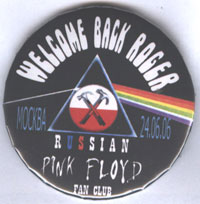 WELCOME BACK ROGER
МОСКВА
24.06.06
RUSSIAN
PINK FLOYD
FAN CLUB